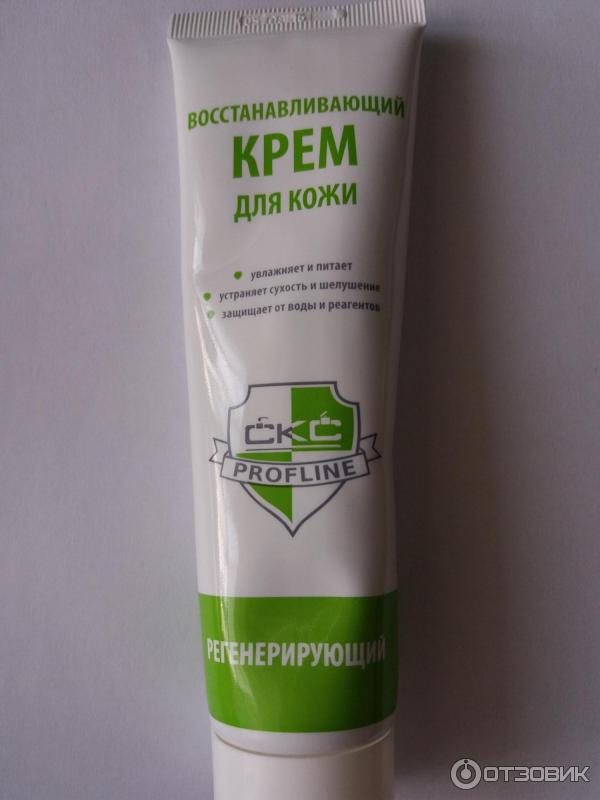 ВОССТАНАВЛИВАЮЩИЙ
КРЕМ
ДЛЯ КОЖИ
увлажняет и питает
устраняет сухость и шелушение
защищает от воды и реагентов
СКС
PROFLINE
РЕГЕНЕРИРУЮЩИЙ
ОТЗОВИК